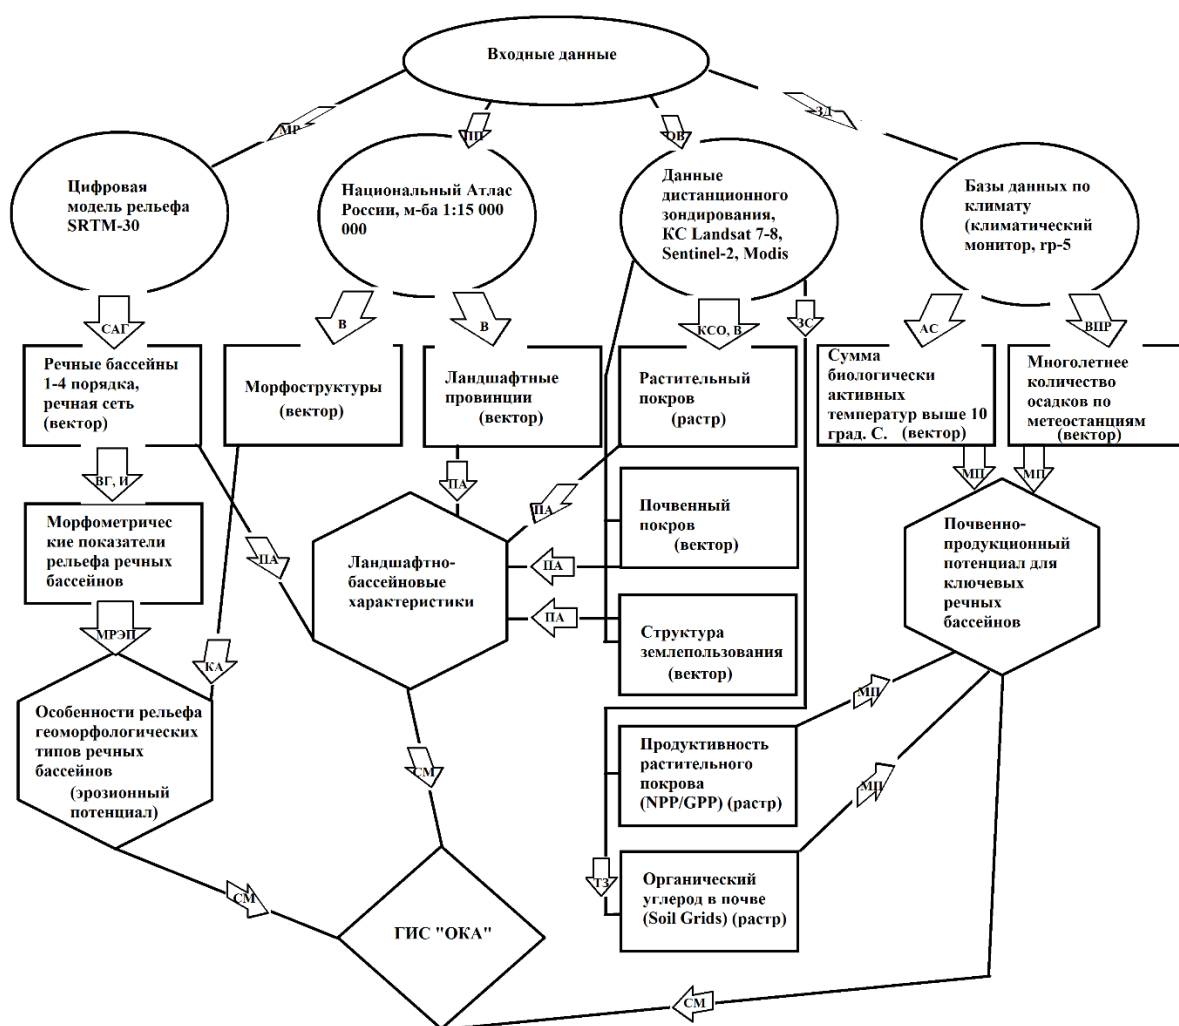 Входные данные
МР
ПП
ОВ
ЗД
Цифровая
модель рельефа
SRTM-30
Национальный Атлас
России, м-ба 1:15 000
000
Данные
дистанционного
зондирования,
КС Landsat 7-8,
Sentinel-2, Modis
Базы данных по
климату
(климатический
монитор, rp-5
САГ
В
В
КСО, В
ЗС
АС
ВПР
Речные бассейны
1-4 порядка,
речная сеть
(вектор)
Морфоструктуры
(вектор)
Ландшафтные
провинции
(вектор)
Растительный
покров
(растр)
Сумма
биологически
активных
температур выше 10
град. С. (вектор)
Многолетнее
количество
осадков по
метеостанциям
(вектор)
ВГ, И
ПА
ПА
ПА
МП
МП
Морфометричес
кие показатели
рельефа речных
бассейнов
Ландшафтно-
бассейновые
характеристики
Почвенный
покров
(вектор)
ПА
Почвенно-
продукционный
потенциал для
ключевых
речных
бассейнов
ПА
Структура
землепользования
(вектор)
МРЭП
КА
Особенности рельефа
геоморфологических
типов речных
бассейнов
(эрозионный
потенциал)
СМ
Продуктивность
растительного
покрова
(NPP/GPP) (растр)
МП
МП
ТЗ
Органический
углерод в почве
(Soil Grids) (растр)
СМ
ГИС "ОКА"
СМ